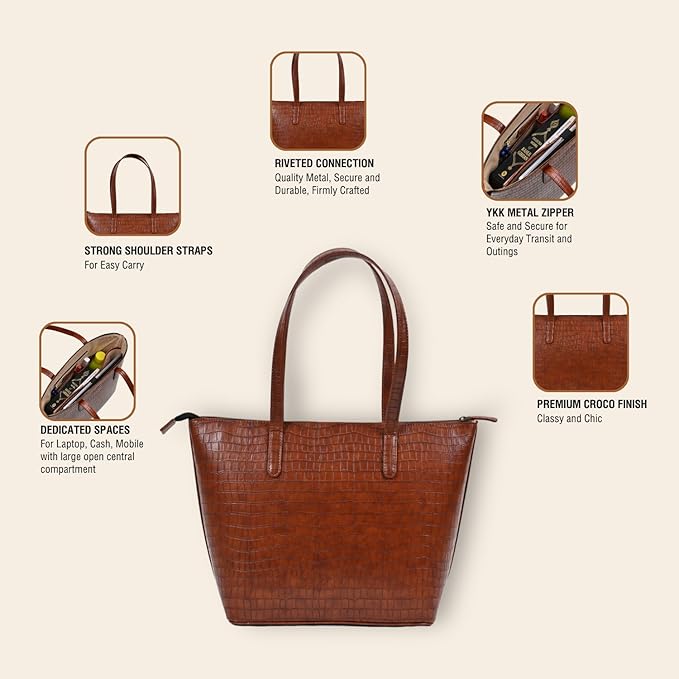 RIVETED CONNECTION
Quality Metal, Secure and
Durable, Firmly Crafted
YKK METAL ZIPPER
Safe and Secure for
Everyday Transit and
Outings
STRONG SHOULDER STRAPS
For Easy Carry
PREMIUM CROCO FINISH
Classy and Chic
DEDICATED SPACES
For Laptop, Cash, Mobile
with large open central
compartment